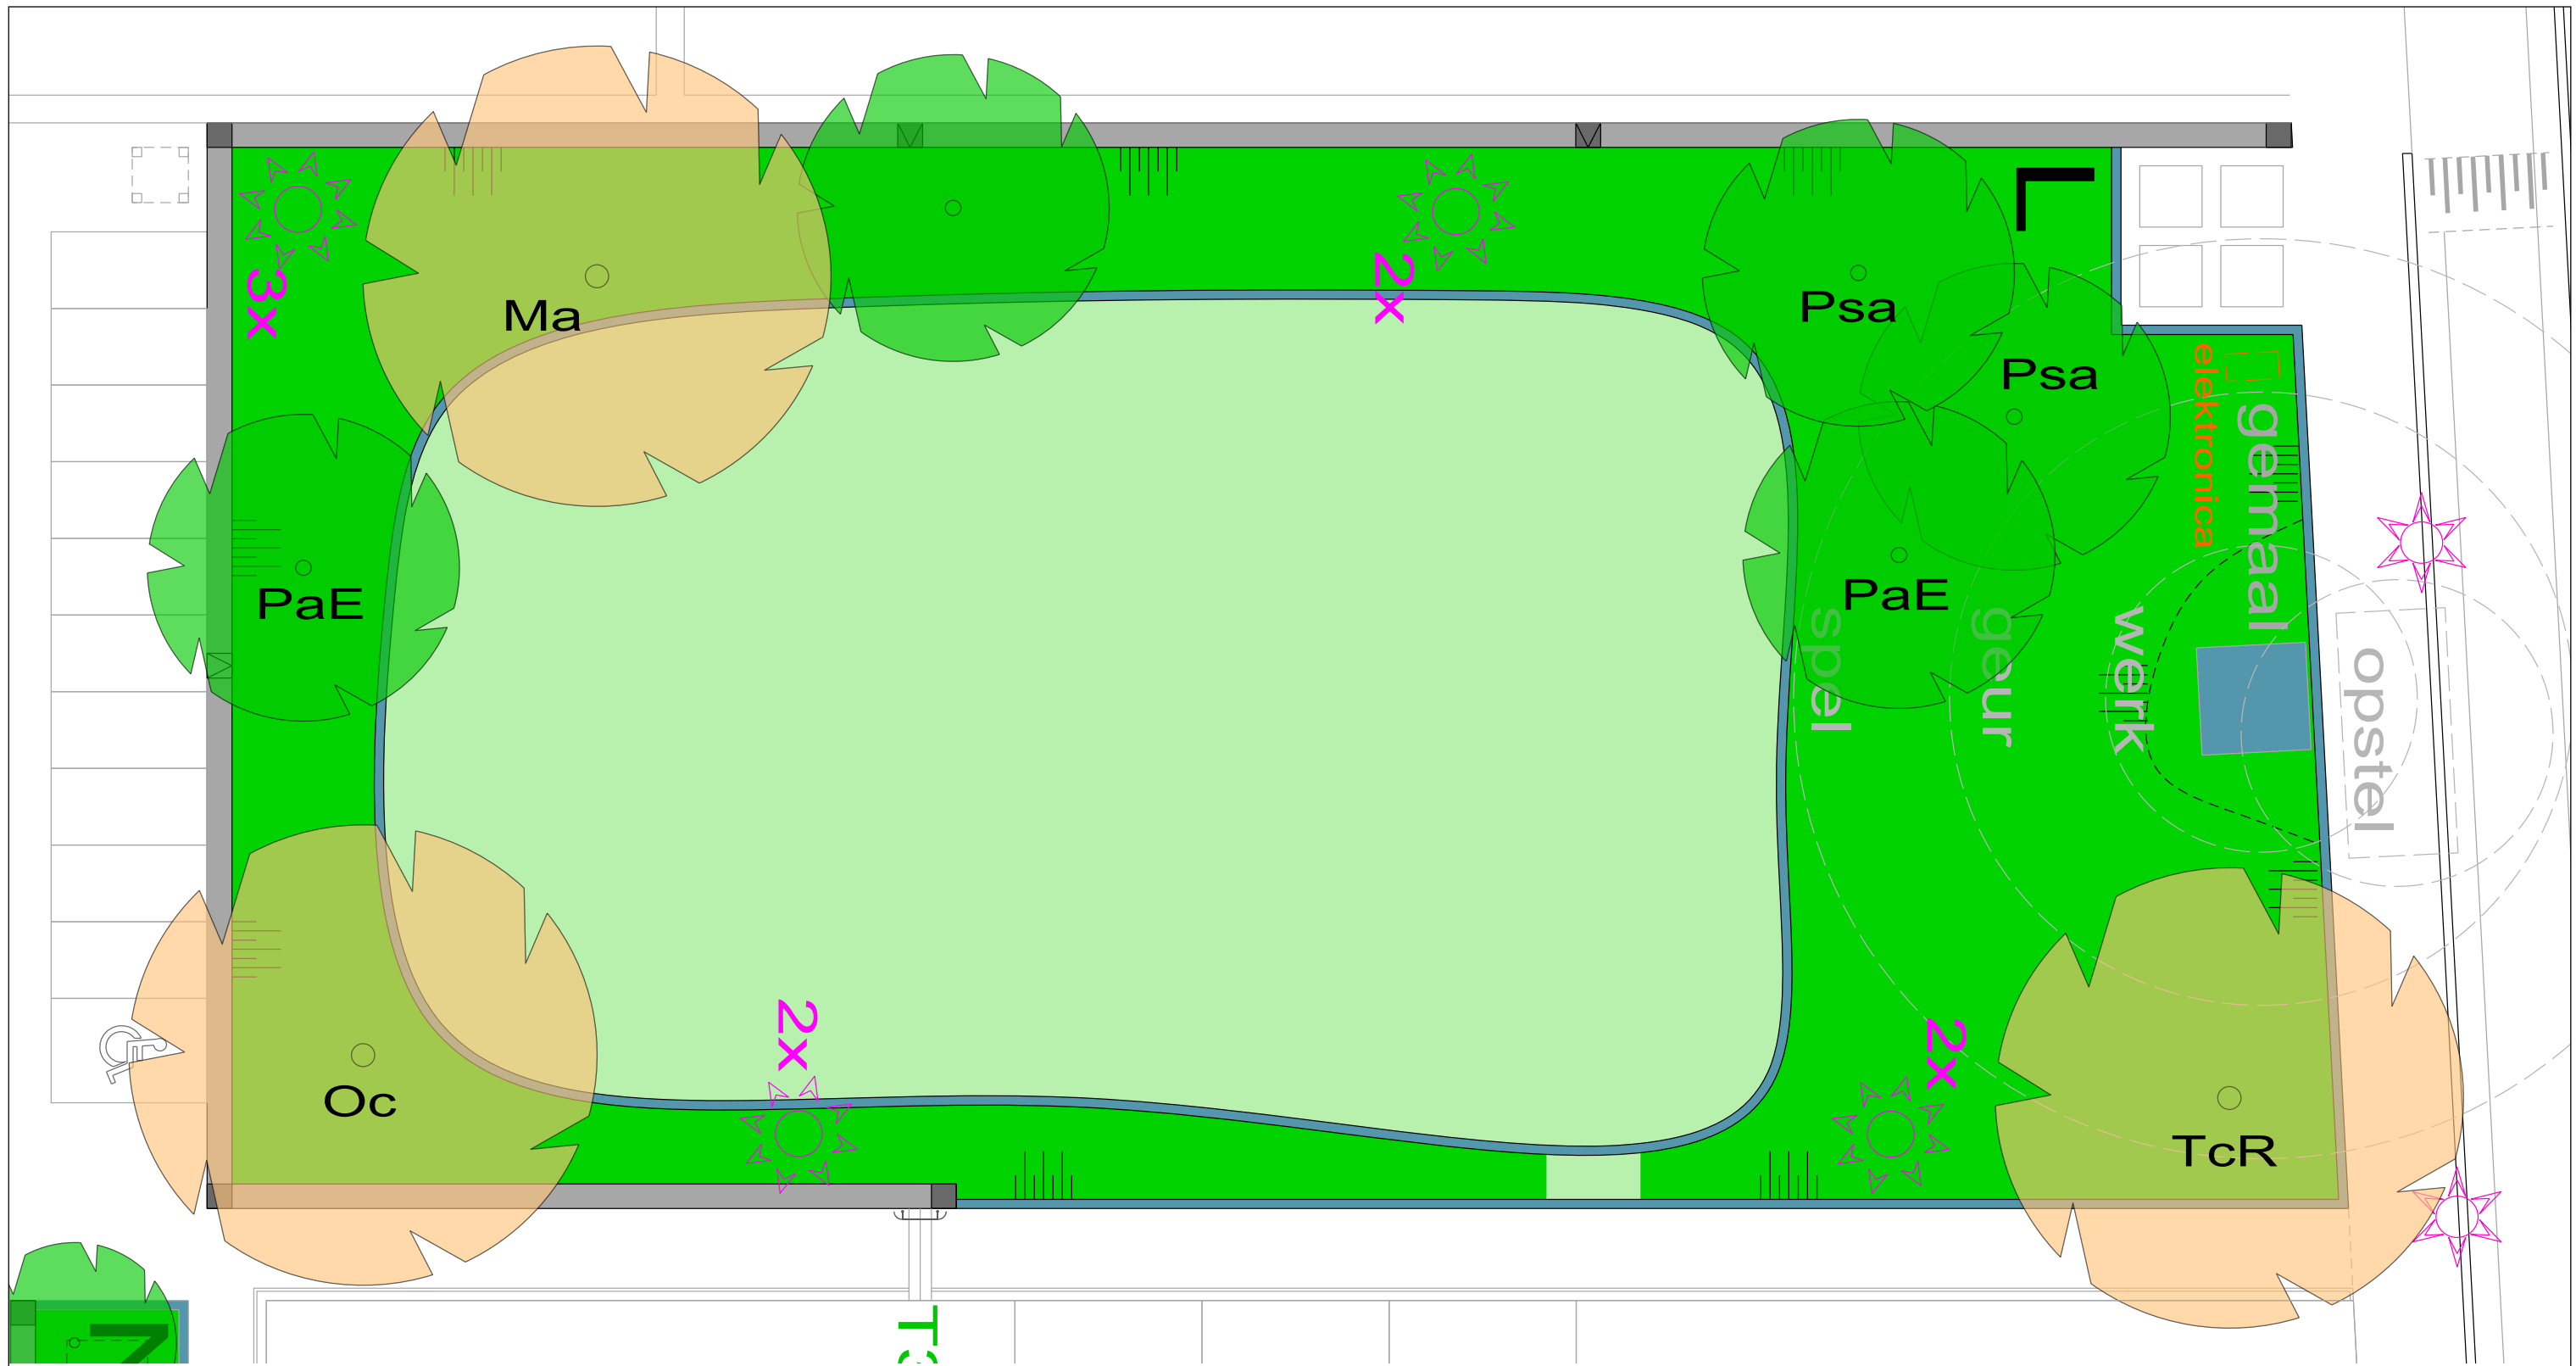 L
3x
Ma
2x
Psa
Psa
elektronica
gemaal
PaE
PaE
spel
geur
werk
opstel
2x
2x
Oc
TcR